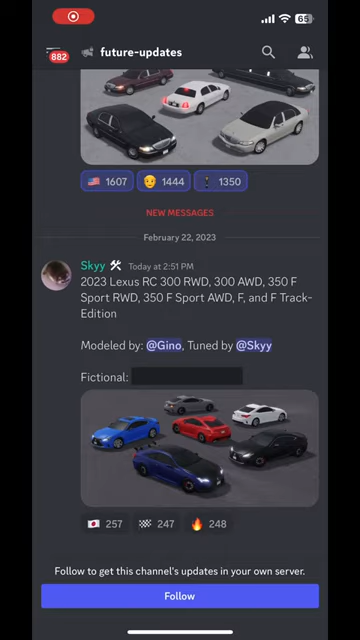 65
882
future-updates
1607
1444
1350
NEW MESSAGES
February 22, 2023
Skyy Today at 2:51 PM
2023 Lexus RC 300 RWD, 300 AWD, 350 F
Sport RWD, 350 F Sport AWD, F, and F Track-
Edition
Modeled by: @Gino, Tuned by @Skyy
Fictional:
257
247
248
Follow to get this channel's updates in your own server.
Follow